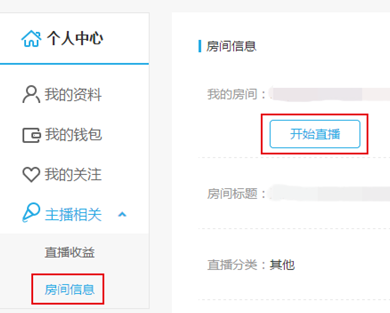 个人中心
我的资料
我的钱包
我的关注
主播相关
直播收益
房间信息
房间信息
我的房间：
开始直播
房间标题：
直播分类：其他